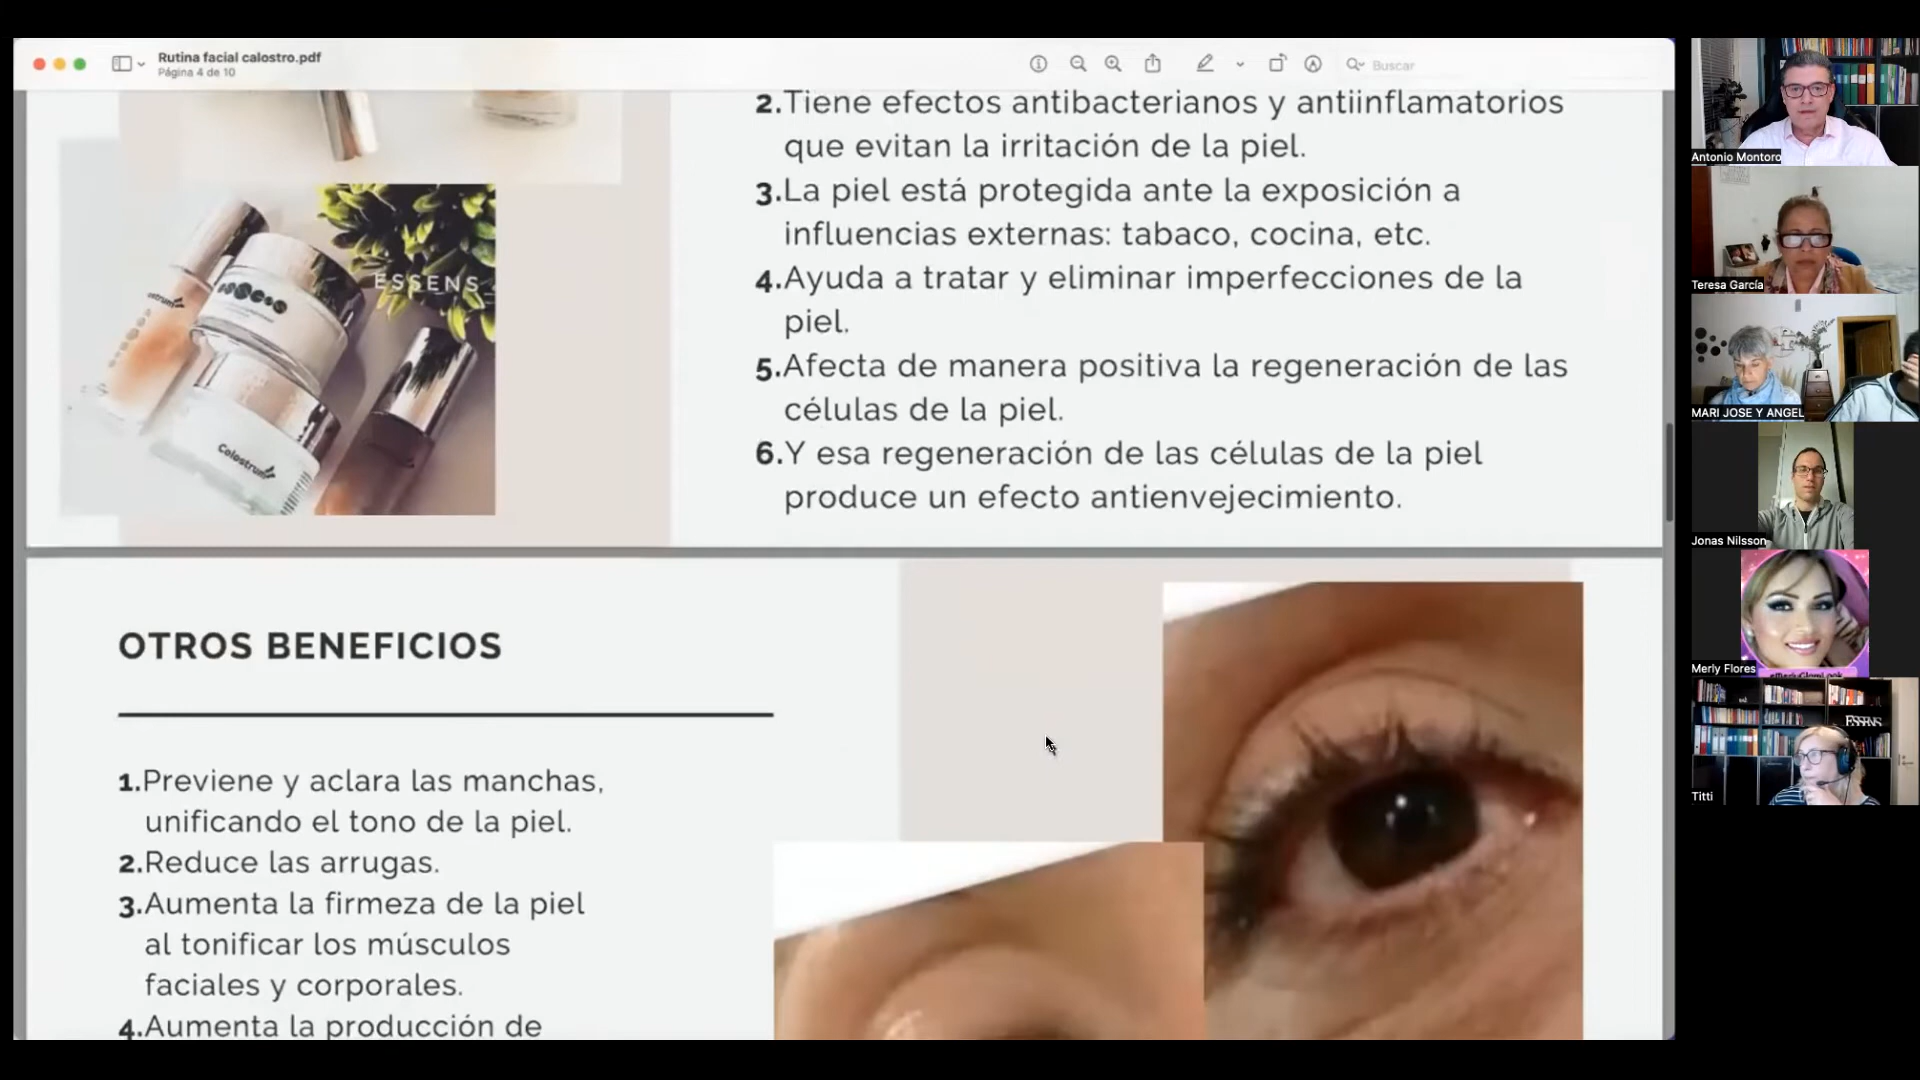 Rutina facial calostro.pdf
Página 4 de 10
Buscar
2.Tiene efectos antibacterianos y antiinflamatorios
que evitan la irritación de la piel.
3.La piel está protegida ante la exposición a
influencias externas: tabaco, cocina, etc.
4.Ayuda a tratar y eliminar imperfecciones de la
piel.
5.Afecta de manera positiva la regeneración de las
células de la piel.
6.Y esa regeneración de las células de la piel
produce un efecto antienvejecimiento.
ESSENS
Colostrum
OTROS BENEFICIOS
1.Previene y aclara las manchas,
unificando el tono de la piel.
2.Reduce las arrugas.
3.Aumenta la firmeza de la piel
al tonificar los músculos
faciales y corporales.
4.Aumenta la producción de
Antonio Montoro
Teresa García
MARI JOSE Y ANGEL
Jonas Nilsson
Merly Flores
ESSENS
Titti